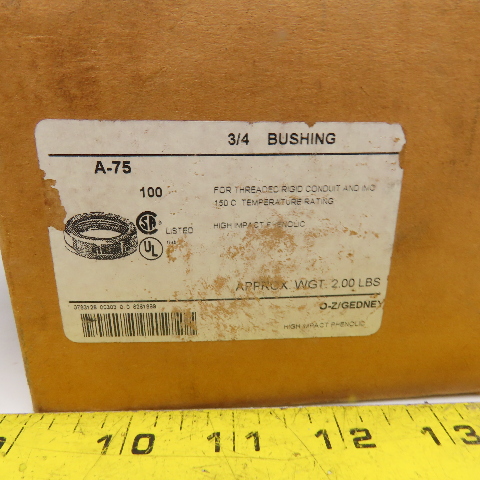 3/4 BUSHING
A-75
100
FOR THREADED RIGID CONDUIT AND IMC
150 C TEMPERATURE RATING
LISTED
HIGH IMPACT PHENOLIC
UL
APPROX. WGT. 2.00 LBS
O-Z/GEDNEY
HIGH IMPACT PHENOLIC
10 11 12 13